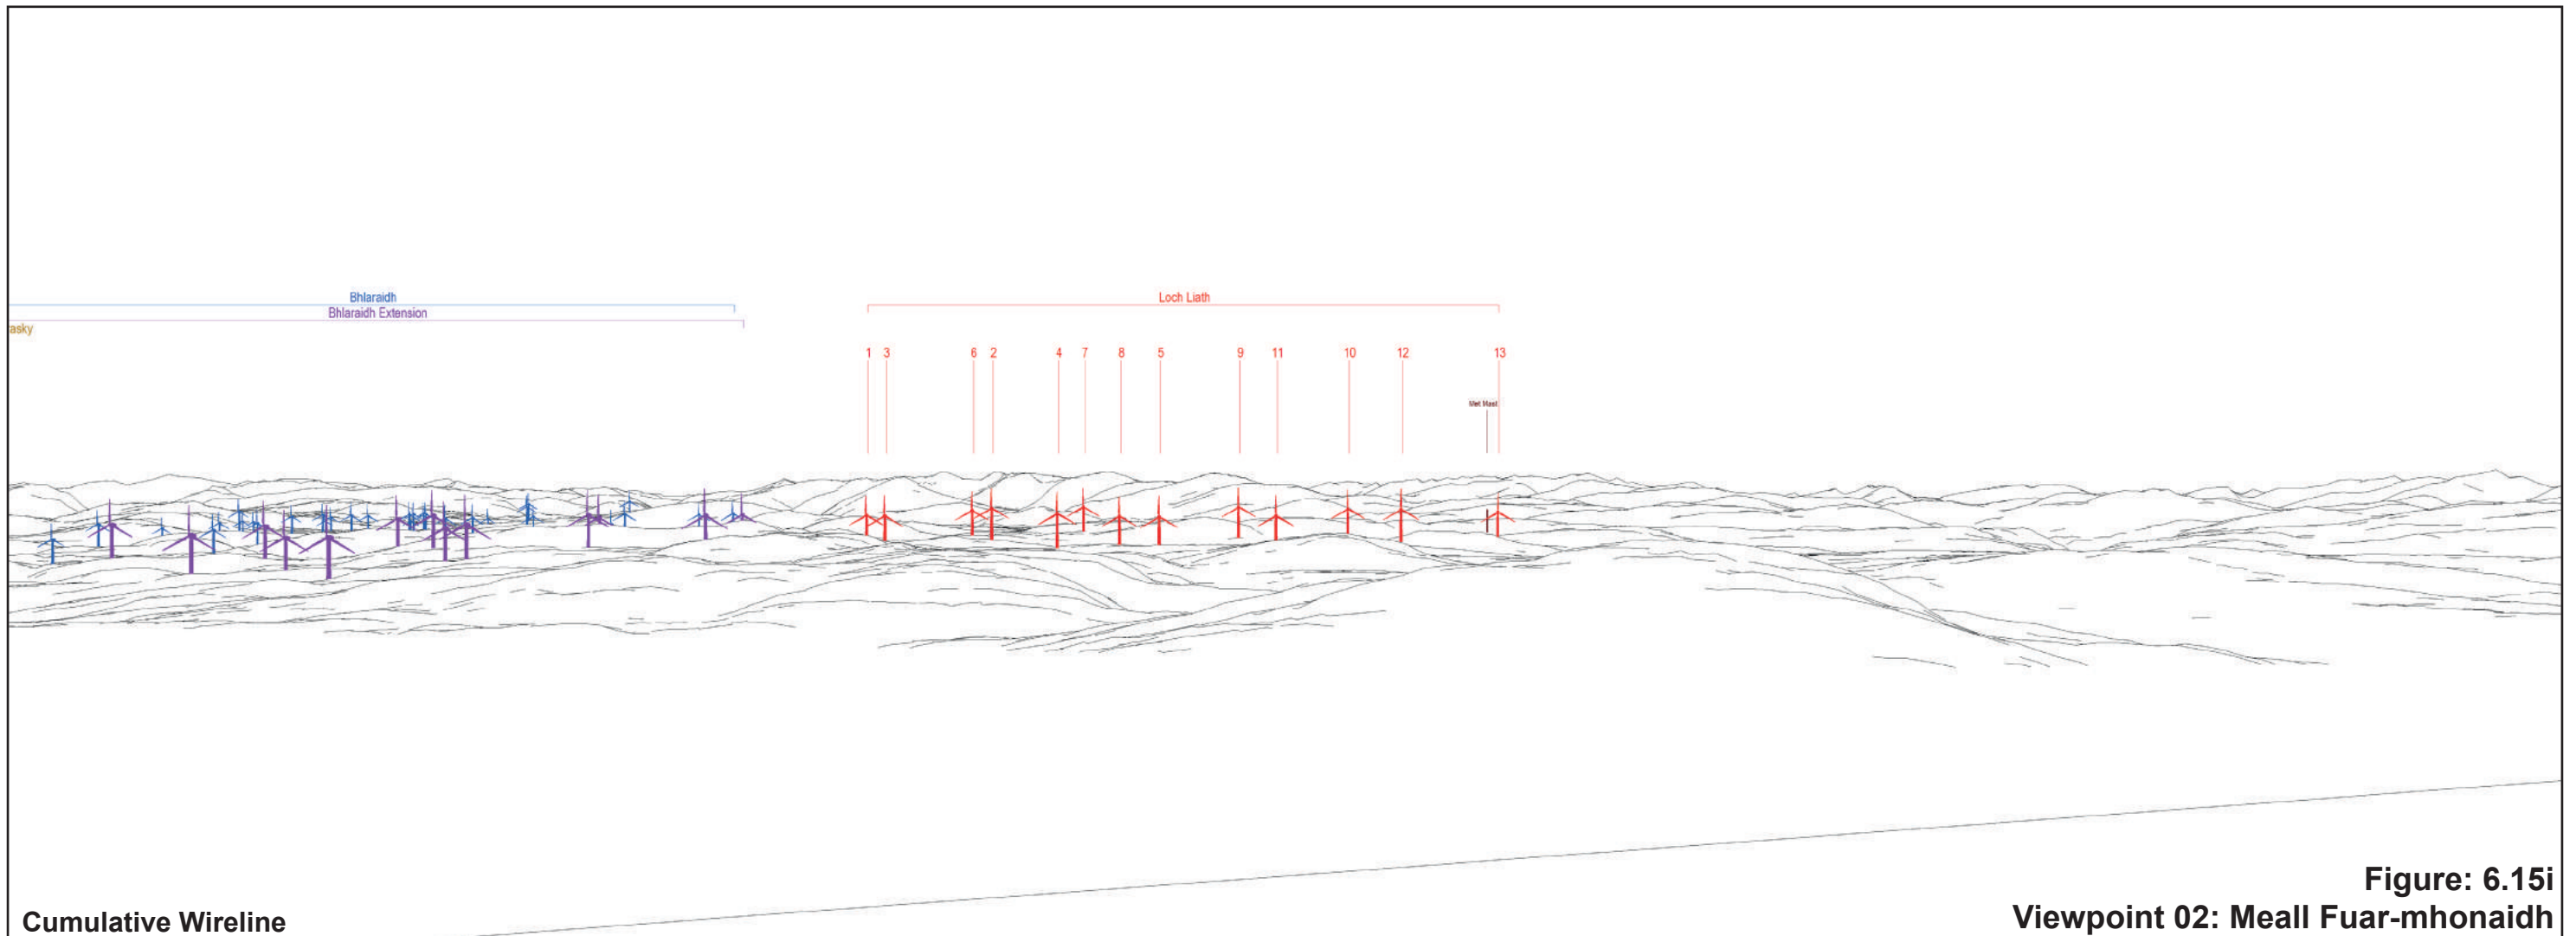 Bhlaraidh
Loch Liath
Bhlaraidh Extension
asky
1 3 6 2 4 7 8 5 9 11 10 12 13
Met Mast
Figure: 6.15i
Cumulative Wireline
Viewpoint 02: Meall Fuar-mhonaidh